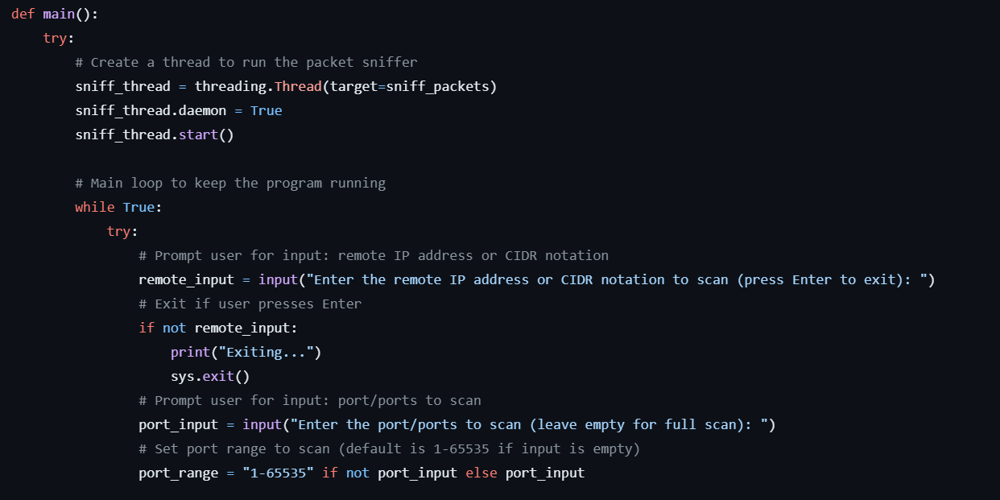 def main():
    try:
        # Create a thread to run the packet sniffer
        sniff_thread = threading.Thread(target=sniff_packets)
        sniff_thread.daemon = True
        sniff_thread.start()

        # Main loop to keep the program running
        while True:
            try:
                # Prompt user for input: remote IP address or CIDR notation
                remote_input = input("Enter the remote IP address or CIDR notation to scan (press Enter to exit): ")
                # Exit if user presses Enter
                if not remote_input:
                    print("Exiting...")
                    sys.exit()
                # Prompt user for input: port/ports to scan
                port_input = input("Enter the port/ports to scan (leave empty for full scan): ")
                # Set port range to scan (default is 1-65535 if input is empty)
                port_range = "1-65535" if not port_input else port_input